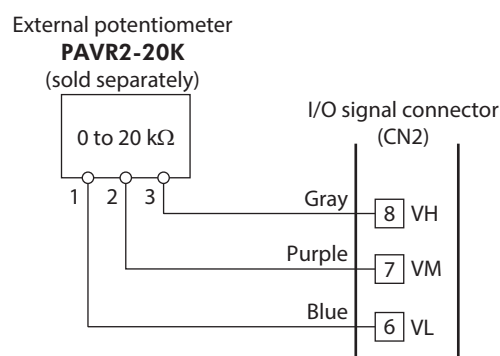 External potentiometer
PAVR2-20K
(sold separately)
0 to 20 kΩ
1 2 3
I/O signal connector
(CN2)
Gray 8 VH
Purple 7 VM
Blue 6 VL